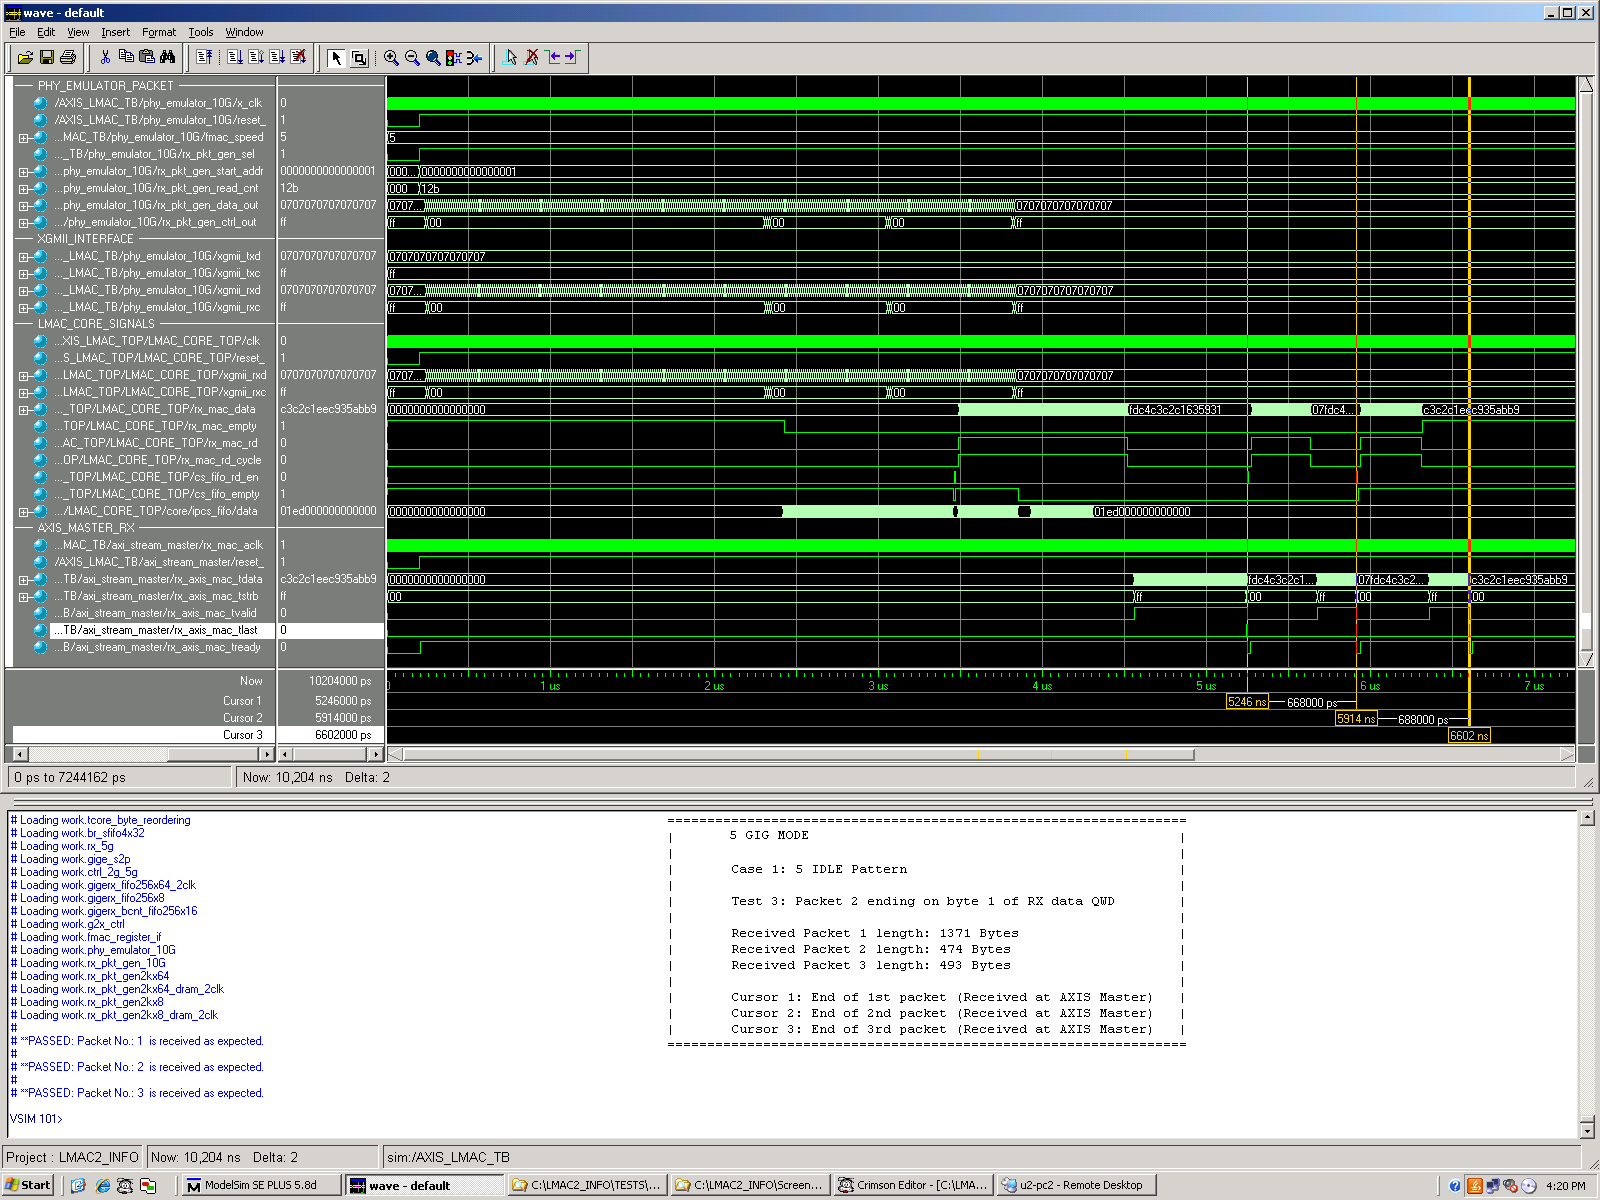 wave - default
File Edit View Insert Format Tools Window
PHY_EMULATOR_PACKET
/AXIS_LMAC_TB/phy_emulator_10G/x_clk 0
/AXIS_LMAC_TB/phy_emulator_10G/reset_ 1
...MAC_TB/phy_emulator_10G/fmac_speed 5 5
..._TB/phy_emulator_10G/rx_pkt_gen_sel 1
...phy_emulator_10G/rx_pkt_gen_start_addr 0000000000000001 000... 0000000000000001
...phy_emulator_10G/rx_pkt_gen_read_cnt 12b 000 12b
...phy_emulator_10G/rx_pkt_gen_data_out 0707070707070707 0707... 0707070707070707
.../phy_emulator_10G/rx_pkt_gen_ctrl_out ff ff 00 00 00 ff
XGMII_INTERFACE
..._LMAC_TB/phy_emulator_10G/xgmii_txd 0707070707070707 0707070707070707
..._LMAC_TB/phy_emulator_10G/xgmii_txc ff ff
..._LMAC_TB/phy_emulator_10G/xgmii_rxd 0707070707070707 0707... 0707070707070707
..._LMAC_TB/phy_emulator_10G/xgmii_rxc ff ff 00 00 00 ff
LMAC_CORE_SIGNALS
...XIS_LMAC_TOP/LMAC_CORE_TOP/clk 0
...S_LMAC_TOP/LMAC_CORE_TOP/reset_ 1
...LMAC_TOP/LMAC_CORE_TOP/xgmii_rxd 0707070707070707 0707... 0707070707070707
...LMAC_TOP/LMAC_CORE_TOP/xgmii_rxc ff ff 00 00 00 ff
..._TOP/LMAC_CORE_TOP/rx_mac_data c3c2c1eec935abb9 0000000000000000 fdc4c3c2c1635931 07fdc4... c3c2c1eec935abb9
...TOP/LMAC_CORE_TOP/rx_mac_empty 1
...AC_TOP/LMAC_CORE_TOP/rx_mac_rd 0
...OP/LMAC_CORE_TOP/rx_mac_rd_cycle 0
..._TOP/LMAC_CORE_TOP/cs_fifo_rd_en 0
..._TOP/LMAC_CORE_TOP/cs_fifo_empty 1
.../LMAC_CORE_TOP/core/ipcs_fifo/data 01ed000000000000 0000000000000000 01ed000000000000
AXIS_MASTER_RX
...MAC_TB/axi_stream_master/rx_mac_aclk 1
/AXIS_LMAC_TB/axi_stream_master/reset_ 1
...TB/axi_stream_master/rx_axis_mac_tdata c3c2c1eec935abb9 0000000000000000 fdc4c3c2c1... 07fdc4c3c2... c3c2c1eec935abb9
...TB/axi_stream_master/rx_axis_mac_tstrb ff 00 ff 00 ff 00 ff 00
...B/axi_stream_master/rx_axis_mac_tvalid 0
...TB/axi_stream_master/rx_axis_mac_tlast 0
...B/axi_stream_master/rx_axis_mac_tready 0
Now 10204000 ps 0 1 us 2 us 3 us 4 us 5 us 6 us 7 us
Cursor 1 5246000 ps 5246 ns 668000 ps
Cursor 2 5914000 ps 5914 ns 688000 ps
Cursor 3 6602000 ps 6602 ns
0 ps to 7244162 ps Now: 10,204 ns Delta: 2
# Loading work.tcore_byte_reordering
# Loading work.br_sfifo4x32
# Loading work.rx_5g
# Loading work.gige_s2p
# Loading work.ctrl_2g_5g
# Loading work.gigerx_fifo256x64_2clk
# Loading work.gigerx_fifo256x8
# Loading work.gigerx_bcnt_fifo256x16
# Loading work.g2x_ctrl
# Loading work.fmac_register_if
# Loading work.phy_emulator_10G
# Loading work.rx_pkt_gen_10G
# Loading work.rx_pkt_gen2kx64
# Loading work.rx_pkt_gen2kx64_dram_2clk
# Loading work.rx_pkt_gen2kx8
# Loading work.rx_pkt_gen2kx8_dram_2clk
#
# **PASSED: Packet No.: 1 is received as expected.
#
# **PASSED: Packet No.: 2 is received as expected.
#
# **PASSED: Packet No.: 3 is received as expected.
VSIM 101>
5 GIG MODE
Case 1: 5 IDLE Pattern
Test 3: Packet 2 ending on byte 1 of RX data QWD
Received Packet 1 length: 1371 Bytes
Received Packet 2 length: 474 Bytes
Received Packet 3 length: 493 Bytes
Cursor 1: End of 1st packet (Received at AXIS Master)
Cursor 2: End of 2nd packet (Received at AXIS Master)
Cursor 3: End of 3rd packet (Received at AXIS Master)
Project : LMAC2_INFO Now: 10,204 ns Delta: 2 sim:/AXIS_LMAC_TB
Start ModelSim SE PLUS 5.8d wave - default C:\LMAC2_INFO\TESTS\... C:\LMAC2_INFO\Screen... Crimson Editor - [C:\LMA... u2-pc2 - Remote Desktop 4:20 PM